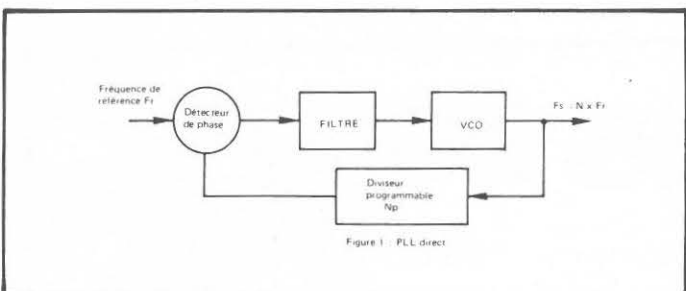 Fréquence de
référence Fr
Détecteur
de phase
FILTRE
VCO
Fs = N x Fr
Diviseur
programmable
Np
Figure 1 : PLL direct